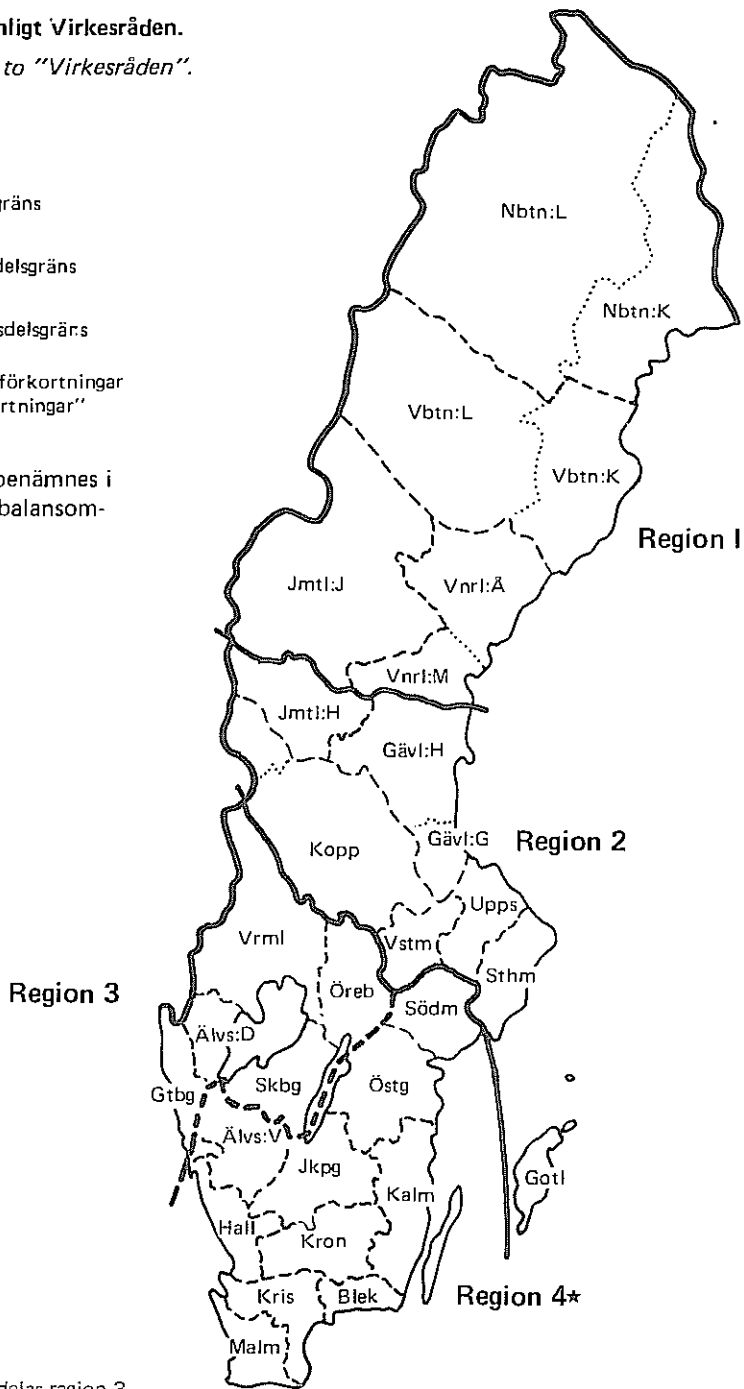 nligt Virkesråden.
to "Virkesråden".
gräns
delsgräns
sdelsgräns
förkortningar
ortningar"
benämnes i
balansom-
Nbtn:L
Nbtn:K
Vbtn:L
Vbtn:K
Region I
Jmtl:J
Vnrl:Å
Vnrl:M
Jmtl:H
Gävl:H
Gävl:G
Region 2
Kopp
Upps
Vrml
Vstm
Sthm
Region 3
Öreb
Södm
Älvs:D
Gtbg
Skbg
Östg
Älvs:V
Jkpg
Kalm
Gotl
Hall
Kron
Kris
Blek
Region 4*
Malm
delas region 3